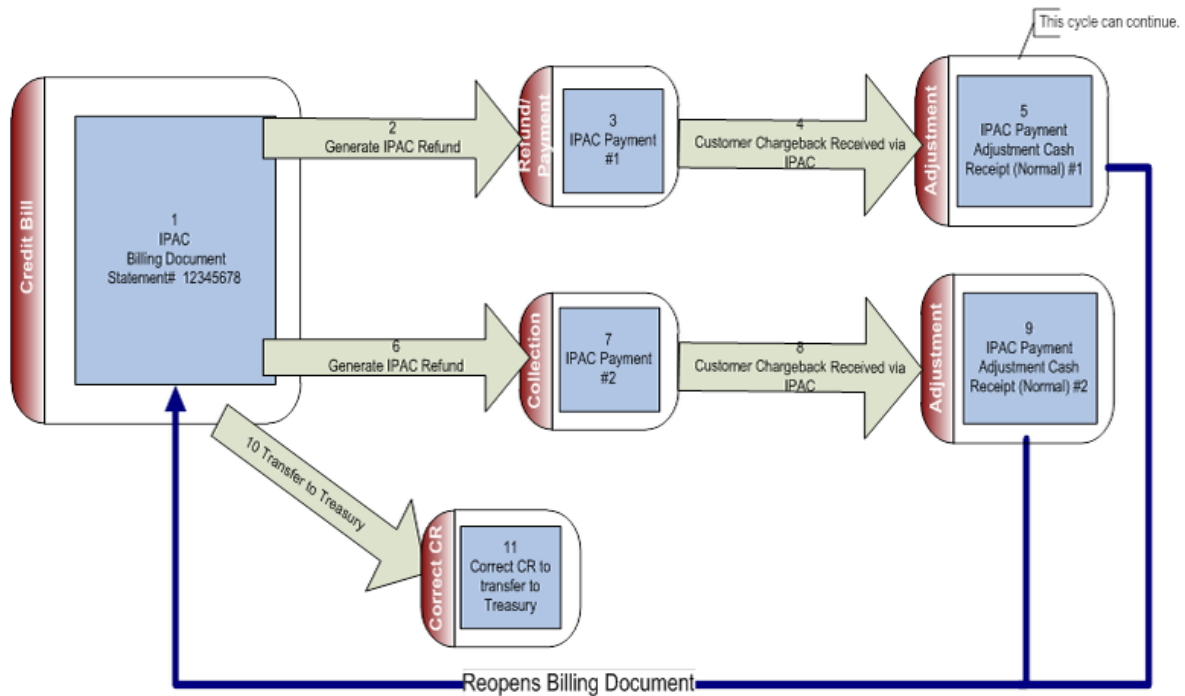 This cycle can continue.
Credit Bill
1
IPAC
Billing Document
Statement# 12345678
2
Generate IPAC Refund
Refund/
Payment
3
IPAC Payment
#1
4
Customer Chargeback Received via
IPAC
Adjustment
5
IPAC Payment
Adjustment Cash
Receipt (Normal) #1
6
Generate IPAC Refund
Collection
7
IPAC Payment
#2
8
Customer Chargeback Received via
IPAC
Adjustment
9
IPAC Payment
Adjustment Cash
Receipt (Normal) #2
10 Transfer to Treasury
Correct CR
11
Correct CR to
transfer to
Treasury
Reopens Billing Document